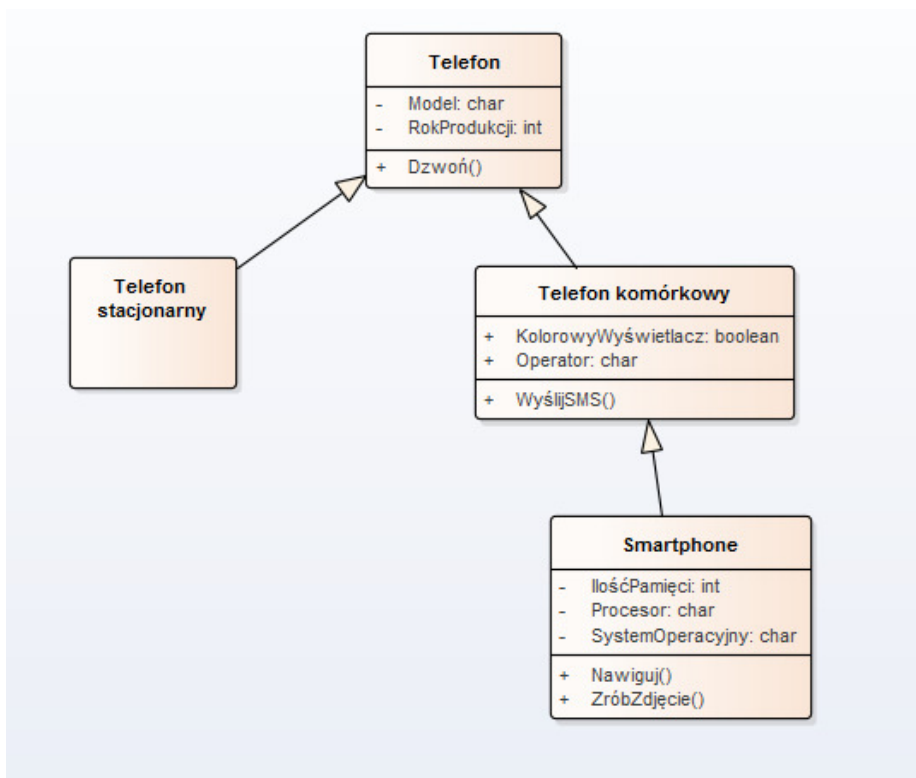 Telefon
- Model: char
- RokProdukcji: int
+ Dzwoń()
Telefon
stacjonarny
Telefon komórkowy
+ KolorowyWyświetlacz: boolean
+ Operator: char
+ WyślijSMS()
Smartphone
- IlośćPamięci: int
- Procesor: char
- SystemOperacyjny: char
+ Nawiguj()
+ ZróbZdjęcie()